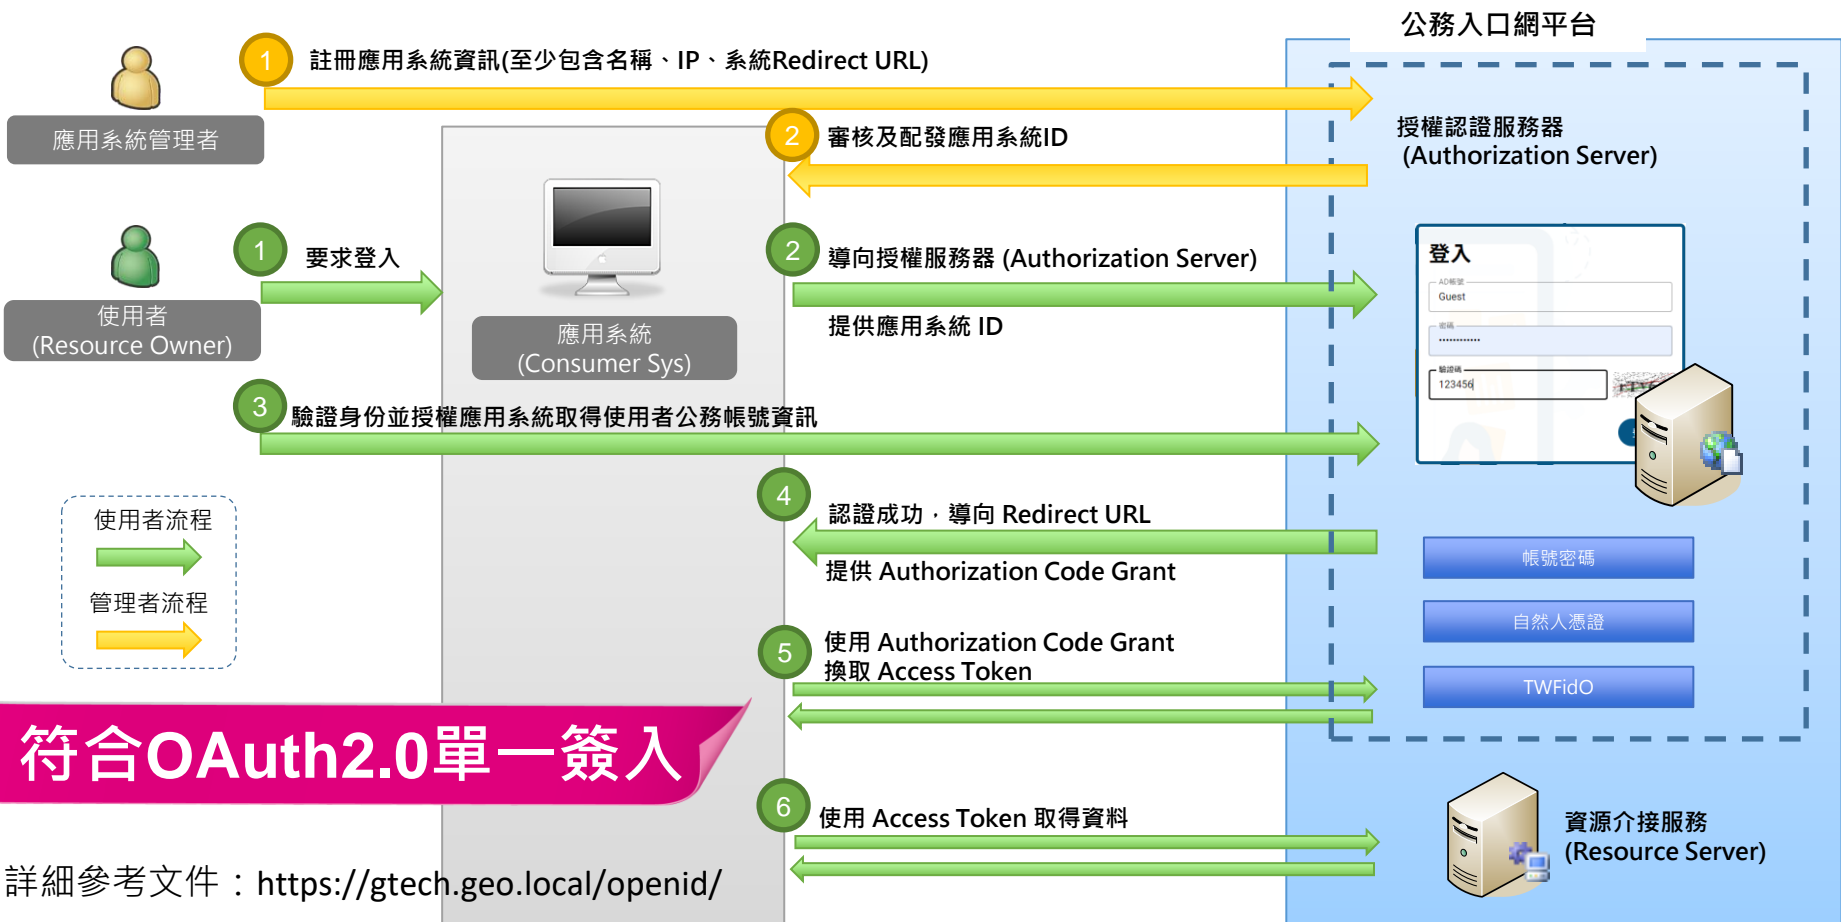 公務入口網平台
1
註冊應用系統資訊(至少包含名稱、IP、系統Redirect URL)
應用系統管理者
2
審核及配發應用系統ID
授權認證服務器
(Authorization Server)
1
要求登入
使用者
(Resource Owner)
應用系統
(Consumer Sys)
2
導向授權服務器 (Authorization Server)
提供應用系統 ID
登入
AD帳號
Guest
密碼
············
驗證碼
123456
3
驗證身份並授權應用系統取得使用者公務帳號資訊
4
認證成功，導向 Redirect URL
提供 Authorization Code Grant
使用者流程
管理者流程
帳號密碼
自然人憑證
TWFidO
5
使用 Authorization Code Grant
換取 Access Token
符合OAuth2.0單一簽入
6
使用 Access Token 取得資料
資源介接服務
(Resource Server)
詳細參考文件：https://gtech.geo.local/openid/